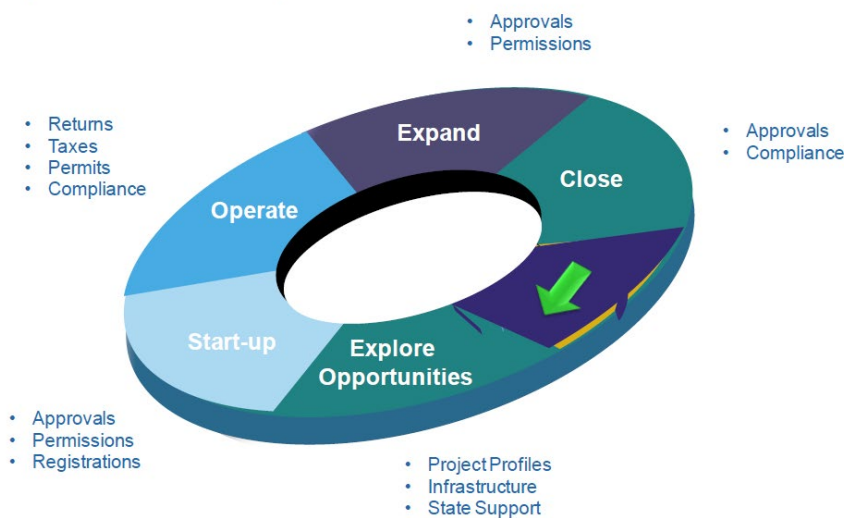 • Approvals
• Permissions
Expand
• Returns
• Taxes
• Permits
• Compliance
Operate
• Approvals
• Compliance
Close
Start-up
Explore
Opportunities
• Approvals
• Permissions
• Registrations
• Project Profiles
• Infrastructure
• State Support